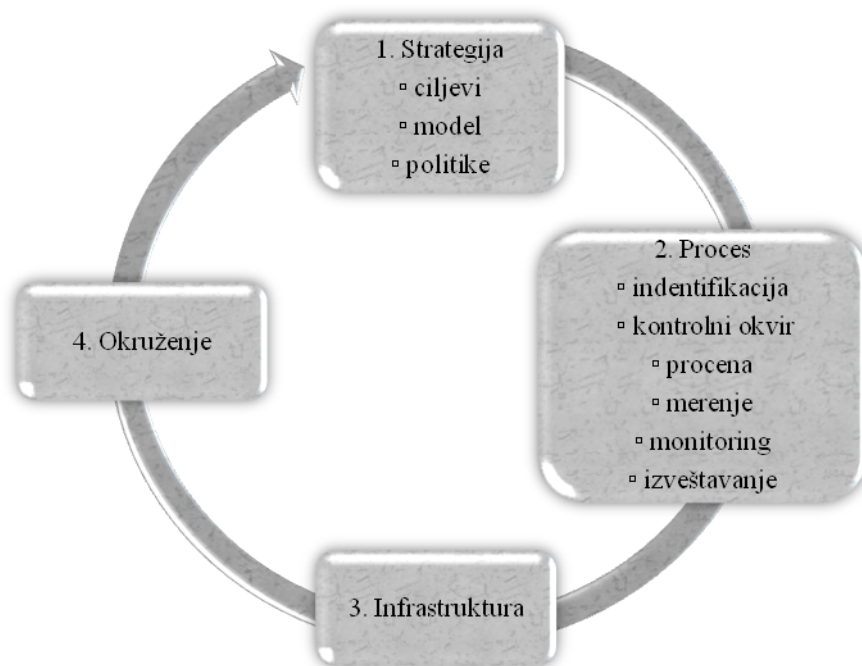 1. Strategija
▫ ciljevi
▫ model
▫ politike
2. Proces
▫ indentifikacija
▫ kontrolni okvir
▫ procena
▫ merenje
▫ monitoring
▫ izveštavanje
3. Infrastruktura
4. Okruženje